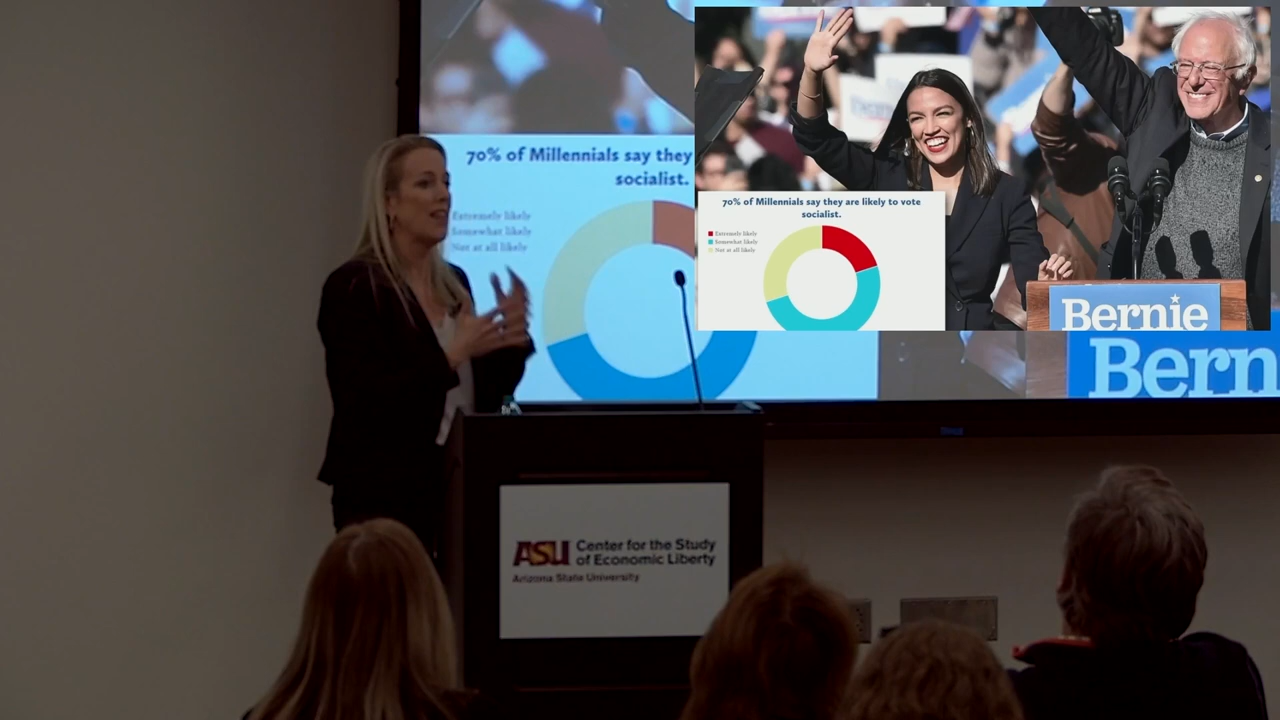 70% of Millennials say they
socialist.
Extremely likely
Somewhat likely
Not at all likely
70% of Millennials say they are likely to vote
socialist.
Extremely likely
Somewhat likely
Not at all likely
Bernie
Bern
ASU Center for the Study
of Economic Liberty
Arizona State University